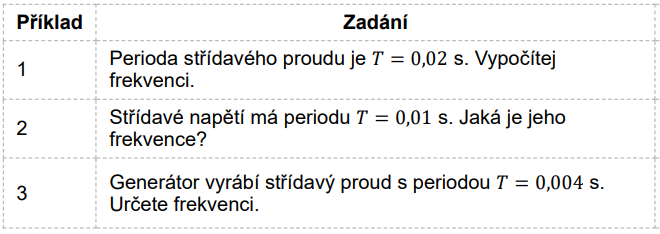 Příklad Zadání
1 Perioda střídavého proudu je T = 0,02 s. Vypočítej
frekvenci.
2 Střídavé napětí má periodu T = 0,01 s. Jaká je jeho
frekvence?
3 Generátor vyrábí střídavý proud s periodou T = 0,004 s.
Určete frekvenci.